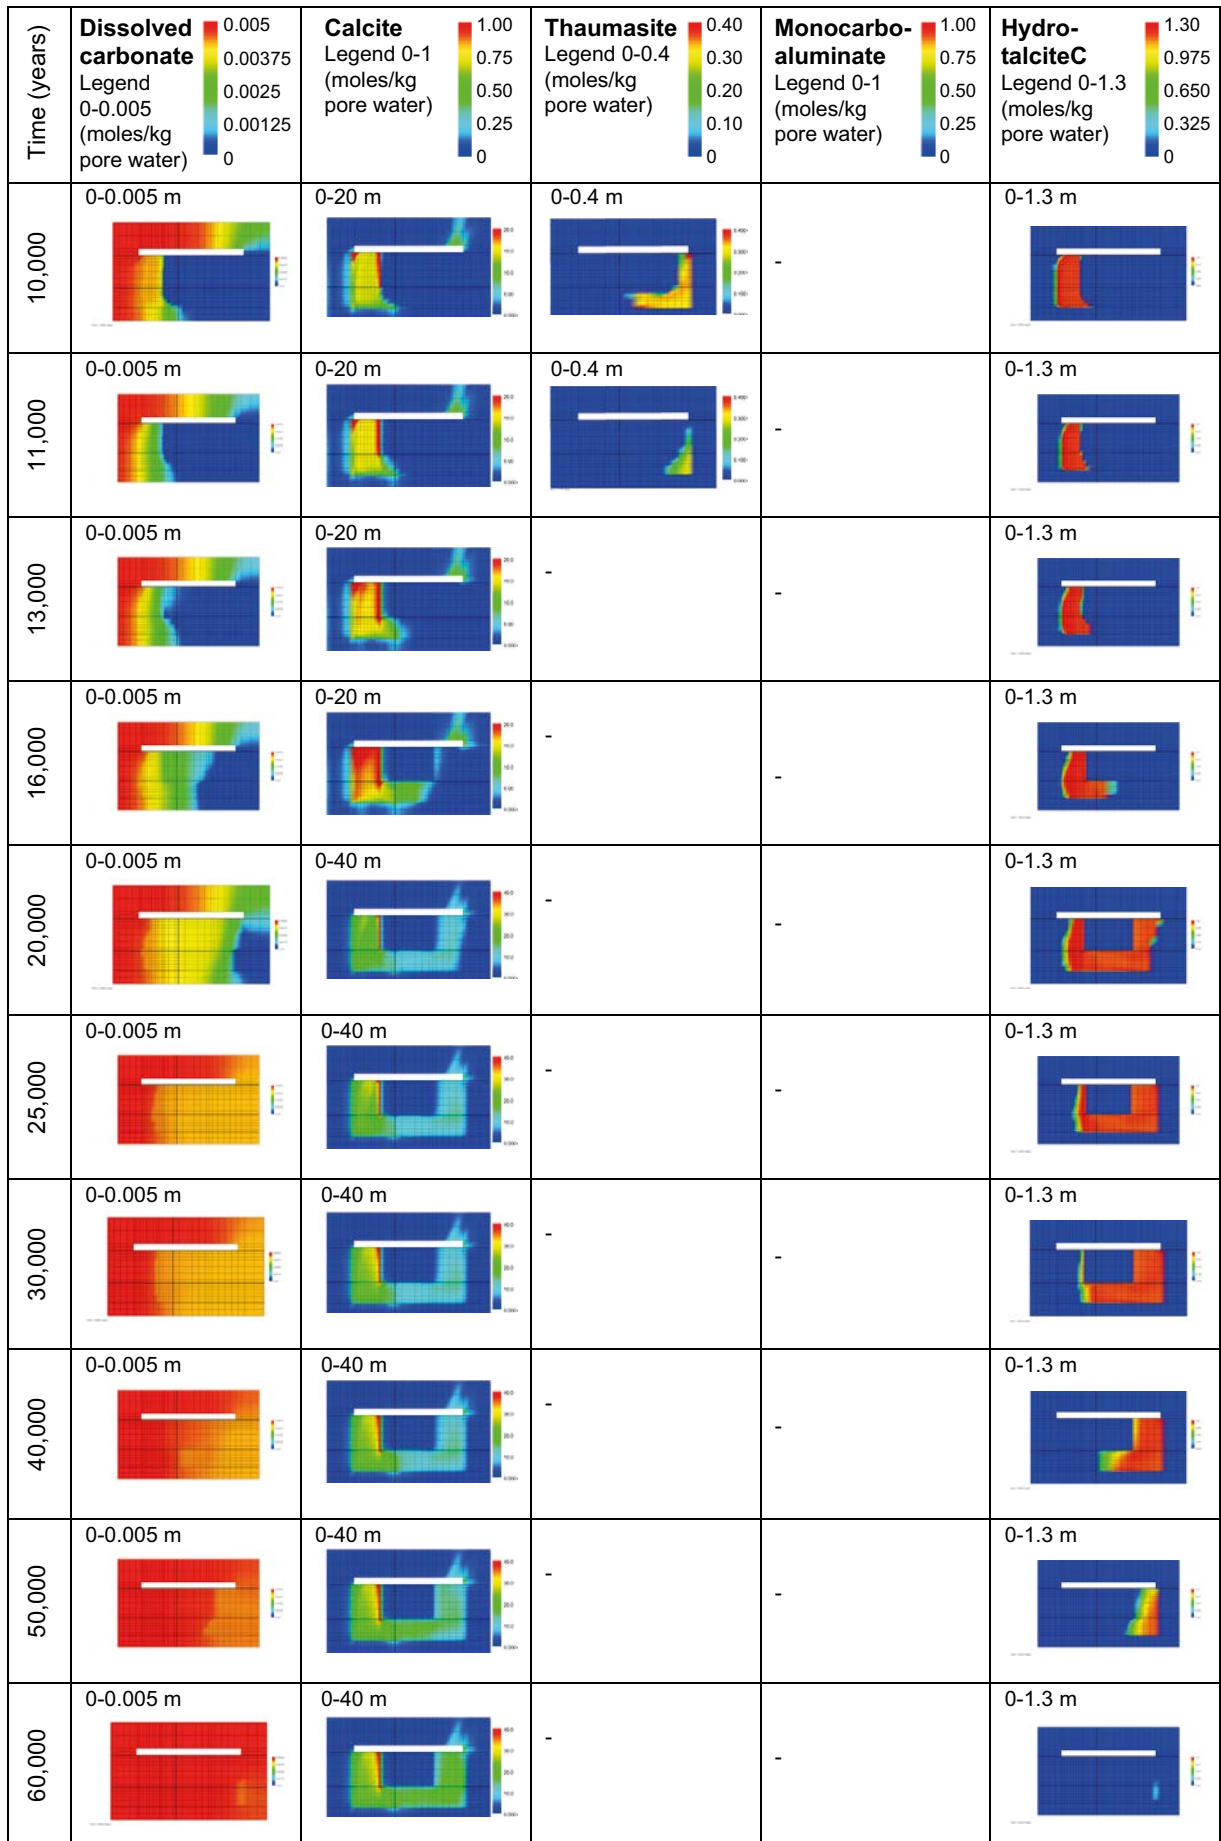 Time (years)
Dissolved
carbonate
Legend
0-0.005
(moles/kg
pore water)
0.005
0.00375
0.0025
0.00125
0
Calcite
Legend 0-1
(moles/kg
pore water)
1.00
0.75
0.50
0.25
0
Thaumasite
Legend 0-0.4
(moles/kg
pore water)
0.40
0.30
0.20
0.10
0
Monocarbo-
aluminate
Legend 0-1
(moles/kg
pore water)
1.00
0.75
0.50
0.25
0
Hydro-
talciteC
Legend 0-1.3
(moles/kg
pore water)
1.30
0.975
0.650
0.325
0
10,000
0-0.005 m
0-20 m
0-0.4 m
-
0-1.3 m
11,000
0-0.005 m
0-20 m
0-0.4 m
-
0-1.3 m
13,000
0-0.005 m
0-20 m
-
-
0-1.3 m
16,000
0-0.005 m
0-20 m
-
-
0-1.3 m
20,000
0-0.005 m
0-40 m
-
-
0-1.3 m
25,000
0-0.005 m
0-40 m
-
-
0-1.3 m
30,000
0-0.005 m
0-40 m
-
-
0-1.3 m
40,000
0-0.005 m
0-40 m
-
-
0-1.3 m
50,000
0-0.005 m
0-40 m
-
-
0-1.3 m
60,000
0-0.005 m
0-40 m
-
-
0-1.3 m